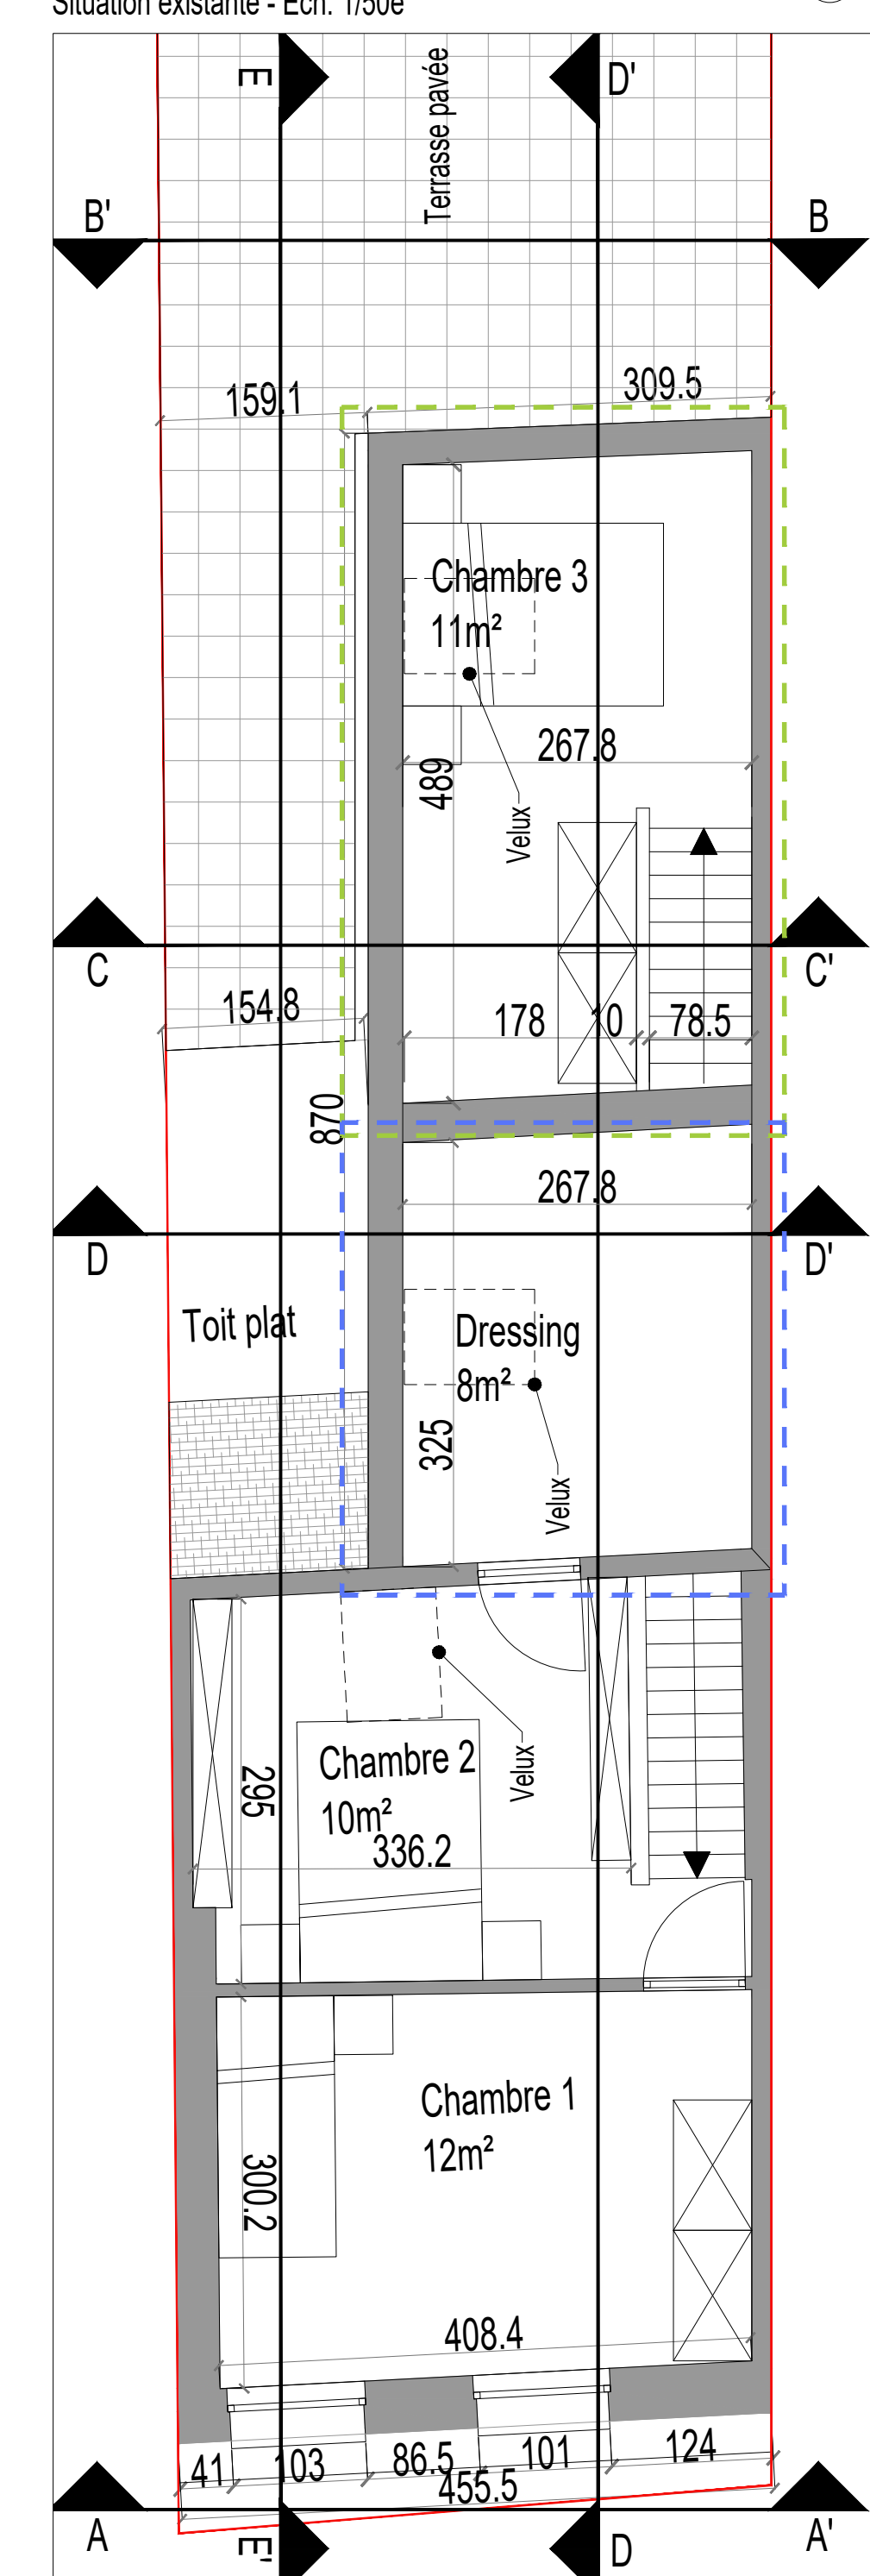 Situation existante - Ech. 1/50e
E
Terrasse pavée
D'
B'
B
159.1
309.5
Chambre 3
11m²
267.8
489
Velux
C
C'
154.8
178
10
78.5
870
267.8
D
D'
Toit plat
Dressing
8m²
325
Velux
Chambre 2
10m²
295
336.2
Velux
Chambre 1
12m²
300.2
408.4
41
103
86.5
101
124
455.5
A
E'
D
A'